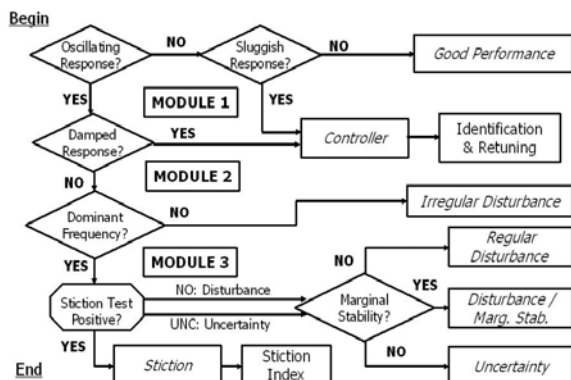 Begin
Oscillating
Response?
NO
Sluggish
Response?
NO
Good Performance
YES
MODULE 1
YES
Damped
Response?
YES
Controller
Identification
& Retuning
NO
MODULE 2
Dominant
Frequency?
NO
Irregular Disturbance
YES
MODULE 3
NO
Regular
Disturbance
Stiction Test
Positive?
NO: Disturbance
UNC: Uncertainty
Marginal
Stability?
YES
Disturbance /
Marg. Stab.
YES
NO
End
Stiction
Stiction
Index
Uncertainty